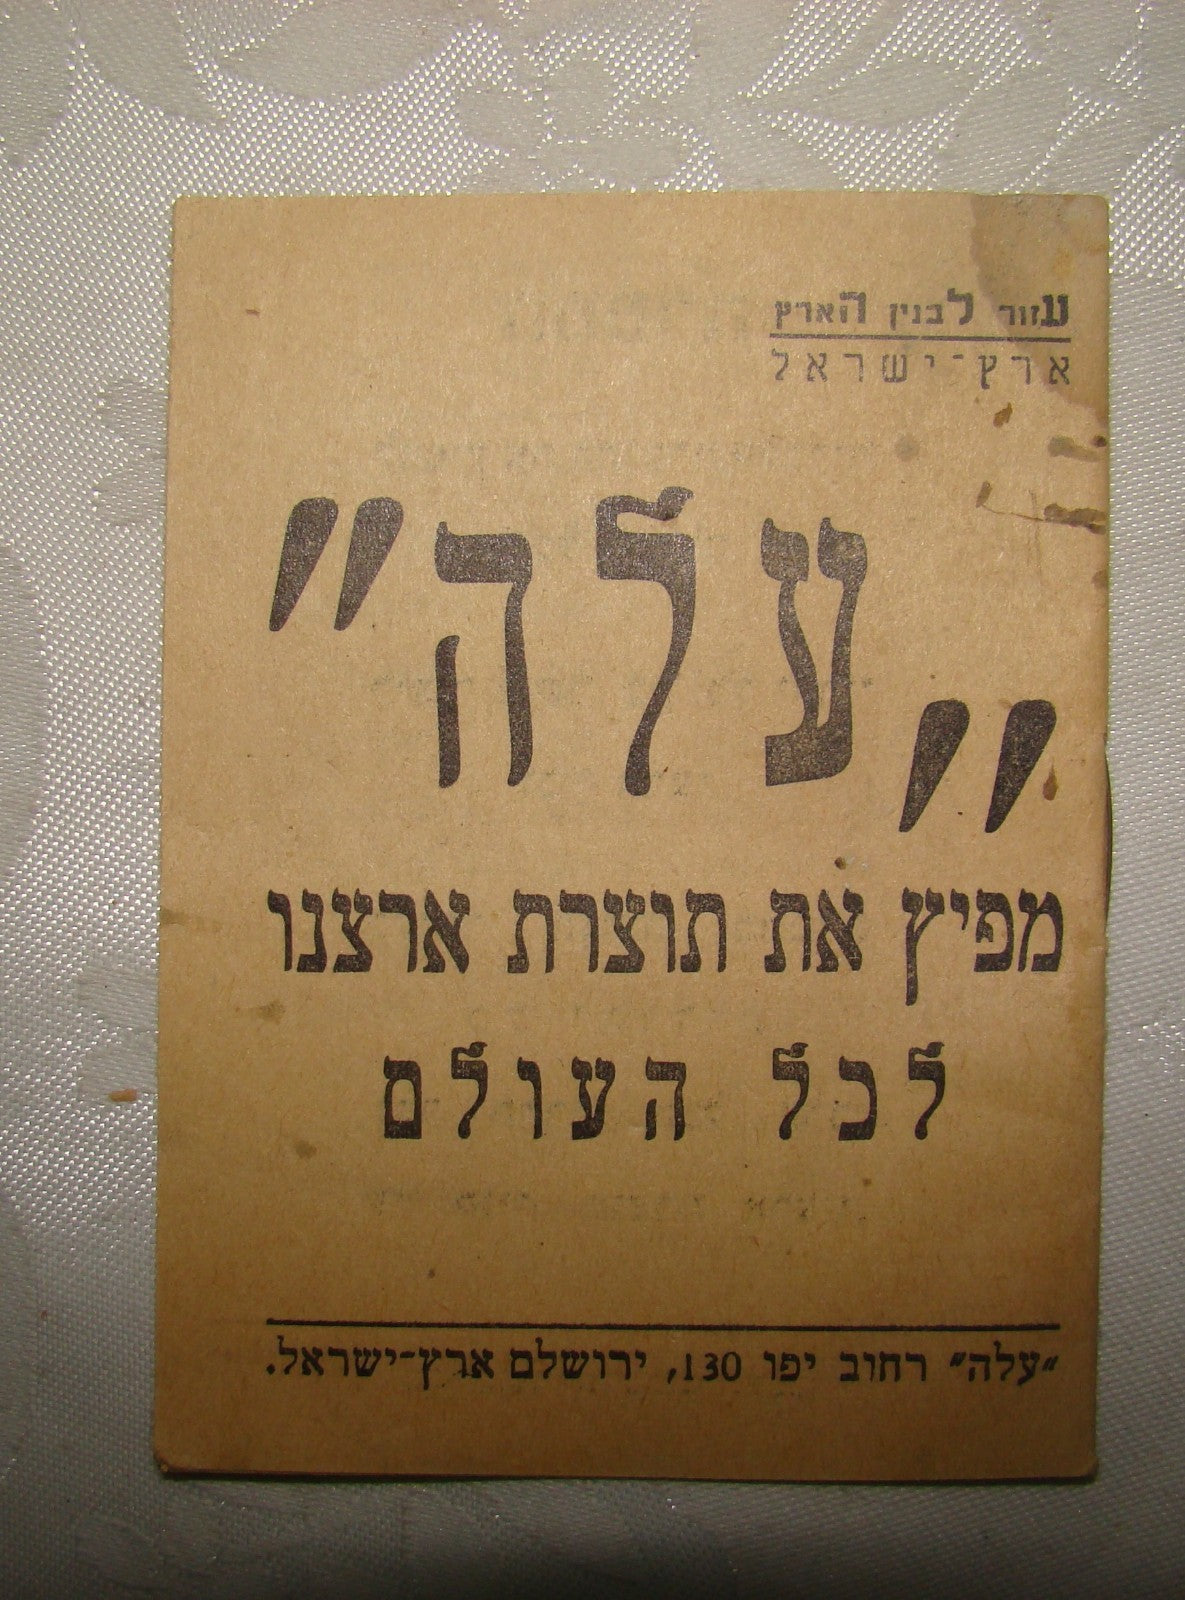 עזור לבנין הארץ
ארץ־ישראל
„עלה”
מפיץ את תוצרת ארצנו
לכל העולם
"עלה" רחוב יפו 130, ירושלם ארץ־ישראל.